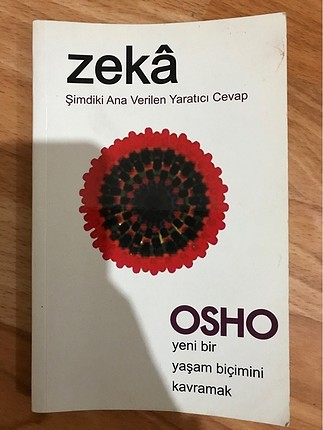 zekâ
Şimdiki Ana Verilen Yaratıcı Cevap
OSHO
yeni bir
yaşam biçimini
kavramak